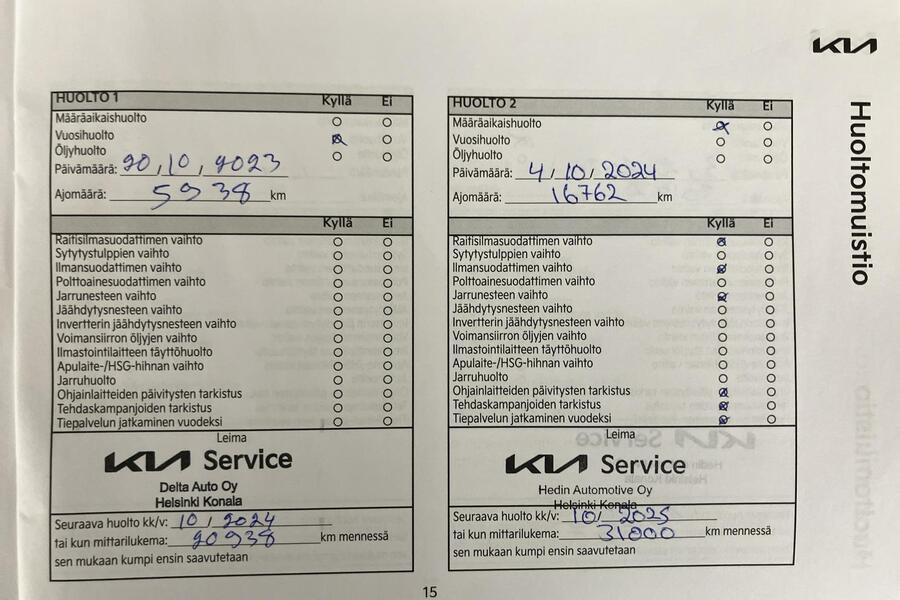 KIA
Huoltomuistio
HUOLTO 1 Kyllä Ei
Määräaikaishuolto
Vuosihuolto
Öljyhuolto
Päivämäärä: 20, 10, 2023
Ajomäärä: 5938 km
Kyllä Ei
Raitisilmasuodattimen vaihto
Sytytystulppien vaihto
Ilmansuodattimen vaihto
Polttoainesuodattimen vaihto
Jarrunesteen vaihto
Jäähdytysnesteen vaihto
Invertterin jäähdytysnesteen vaihto
Voimansiirron öljyjen vaihto
Ilmastointilaitteen täyttöhuolto
Apulaite-/HSG-hihnan vaihto
Jarruhuolto
Ohjainlaitteiden päivitysten tarkistus
Tehdaskampanjoiden tarkistus
Tiepalvelun jatkaminen vuodeksi
Leima
KIA Service
Delta Auto Oy
Helsinki Konala
Seuraava huolto kk/v: 10 / 2024
tai kun mittarilukema: 20938 km mennessä
sen mukaan kumpi ensin saavutetaan
HUOLTO 2 Kyllä Ei
Määräaikaishuolto
Vuosihuolto
Öljyhuolto
Päivämäärä: 4, 10, 2024
Ajomäärä: 16762 km
Kyllä Ei
Raitisilmasuodattimen vaihto
Sytytystulppien vaihto
Ilmansuodattimen vaihto
Polttoainesuodattimen vaihto
Jarrunesteen vaihto
Jäähdytysnesteen vaihto
Invertterin jäähdytysnesteen vaihto
Voimansiirron öljyjen vaihto
Ilmastointilaitteen täyttöhuolto
Apulaite-/HSG-hihnan vaihto
Jarruhuolto
Ohjainlaitteiden päivitysten tarkistus
Tehdaskampanjoiden tarkistus
Tiepalvelun jatkaminen vuodeksi
Leima
KIA Service
Hedin Automotive Oy
Helsinki Konala
Seuraava huolto kk/v: 10/ 2025
tai kun mittarilukema: 31000 km mennessä
sen mukaan kumpi ensin saavutetaan
15